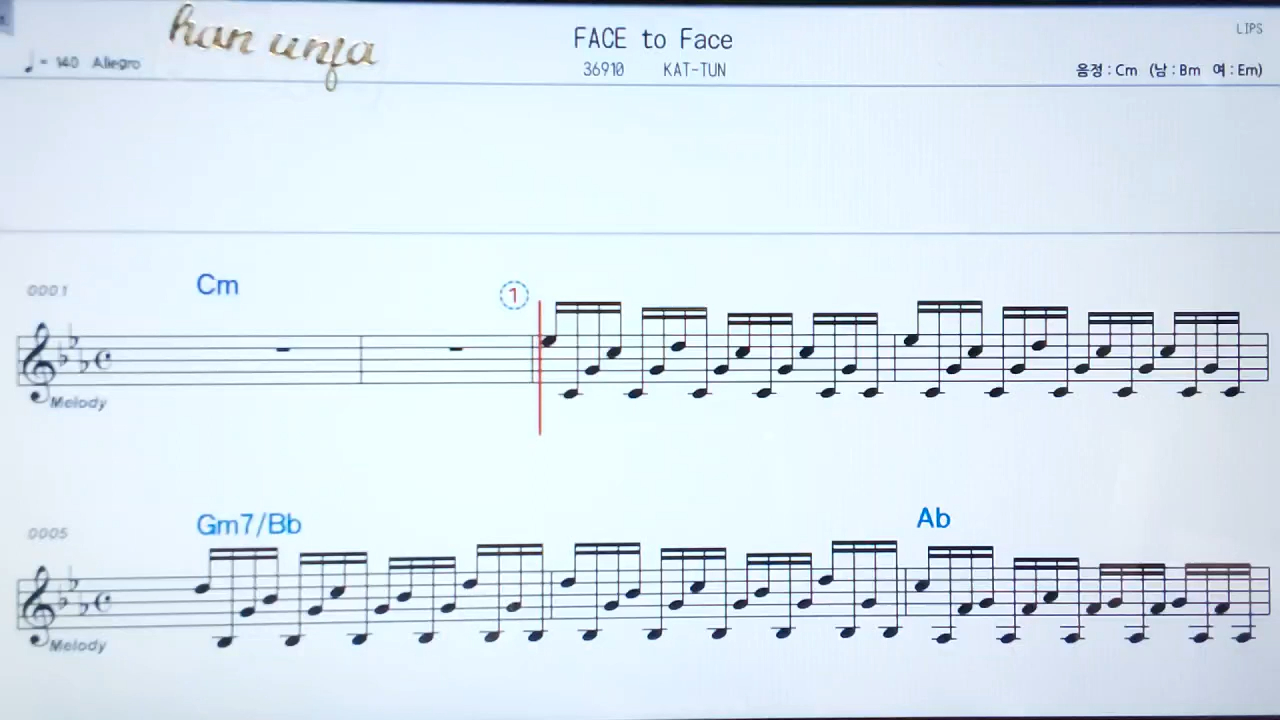 han unfa
FACE to Face
LIPS
♩ = 140 Allegro
36910 KAT-TUN
음정 : Cm (남 : Bm 여 : Em)
0001
Cm
1
Melody
0005
Gm7/Bb
Ab
Melody